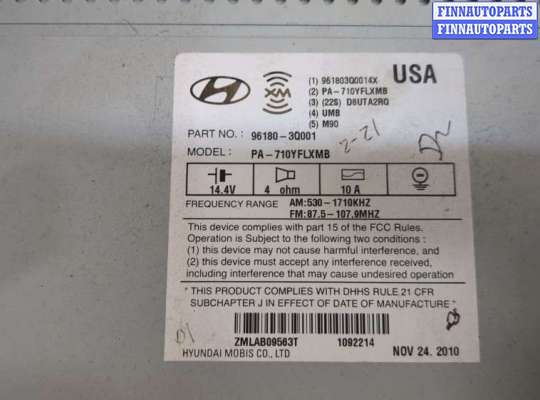 FINNAUTOPARTS
FINNAUTOPARTS
XM
(1) 961803Q0014X
(2) PA-710YFLXMB
(3) (22S) D8UTA2RQ
(4) UMB
(5) M90
USA
PART NO.: 96180-3Q001
2-21
MODEL: PA-710YFLXMB
14.4V 4 ohm 10 A
FREQUENCY RANGE AM:530-1710KHZ
FM:87.5-107.9MHZ
This device complies with part 15 of the FCC Rules.
Operation is Subject to the following two conditions :
(1) this device may not cause harmful interference, and
(2) this device must accept any interference received,
including interference that may cause undesired operation
* THIS PRODUCT COMPLIES WITH DHHS RULE 21 CFR
SUBCHAPTER J IN EFFECT OF DATE OF MANUFACTURE *
D1
ZMLAB09563T 1092214
HYUNDAI MOBIS CO., LTD NOV 24. 2010